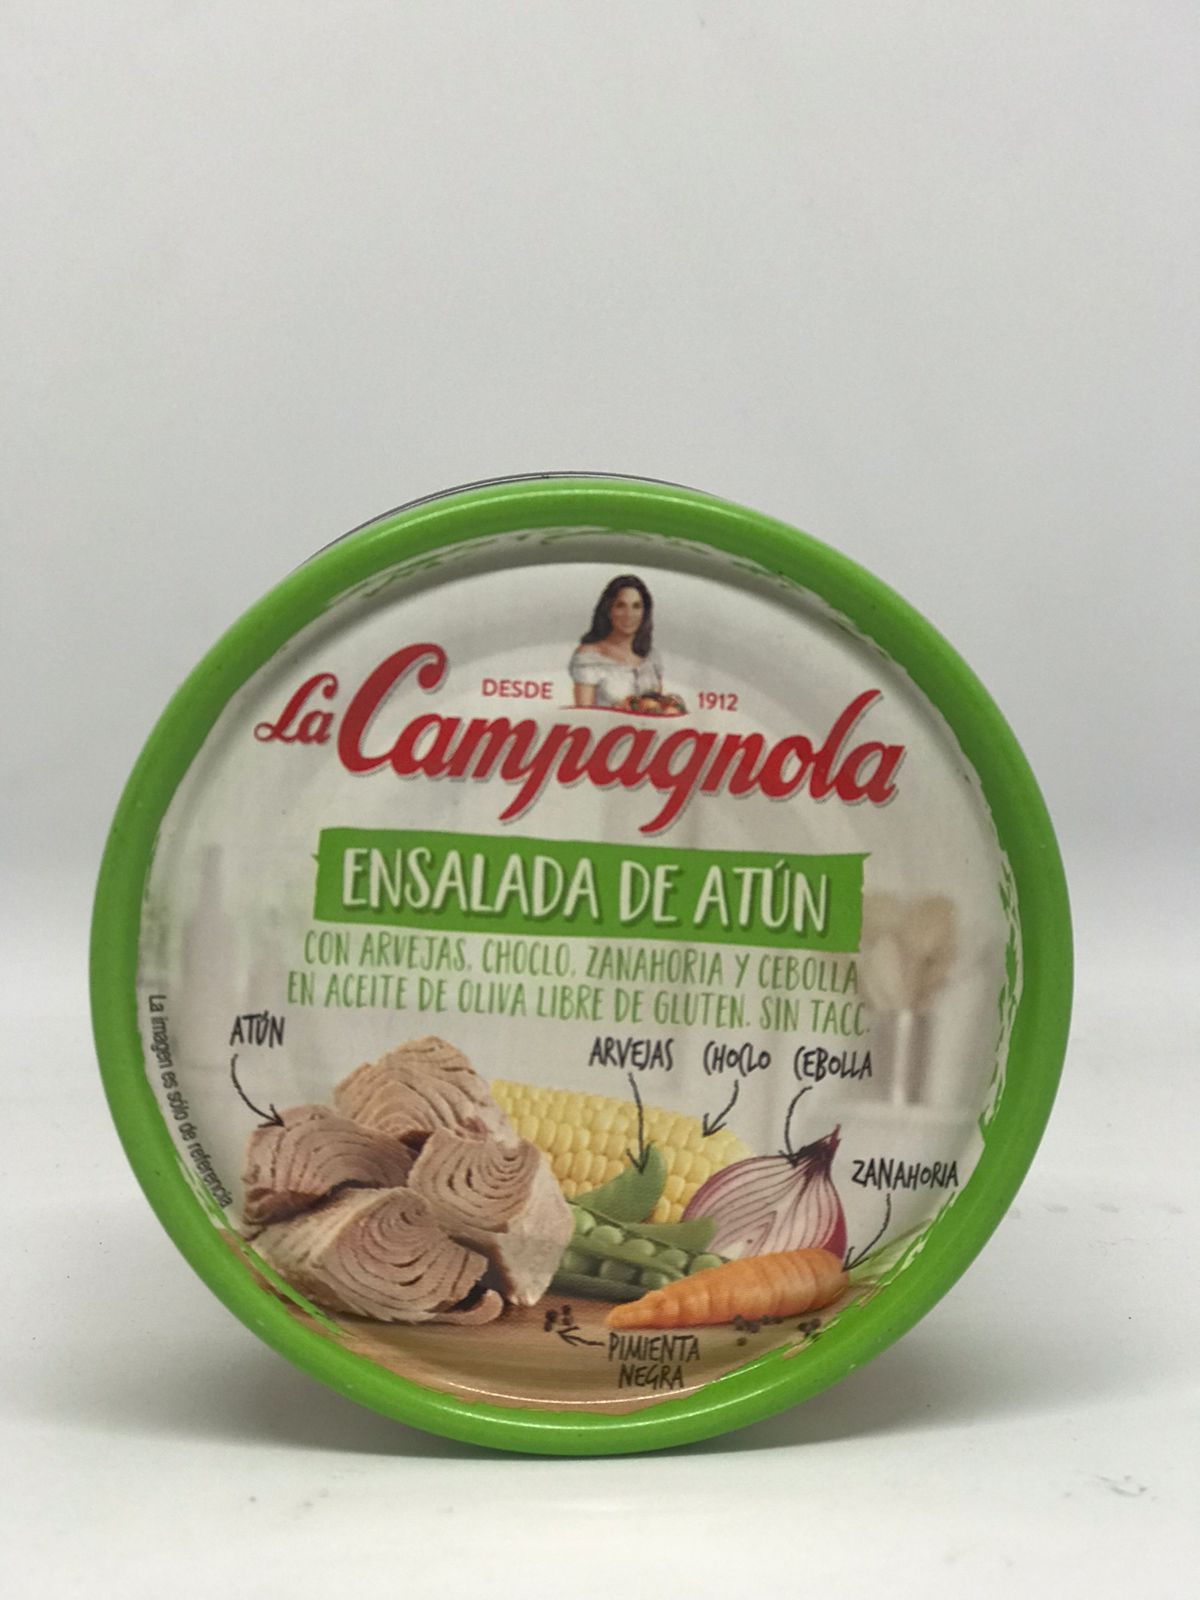 DESDE 1912
La Campagnola
ENSALADA DE ATÚN
CON ARVEJAS, CHOCLO, ZANAHORIA Y CEBOLLA
EN ACEITE DE OLIVA LIBRE DE GLUTEN. SIN TACC.
ATÚN
ARVEJAS
CHOCLO
CEBOLLA
ZANAHORIA
PIMIENTA
NEGRA
La imagen es sólo de referencia